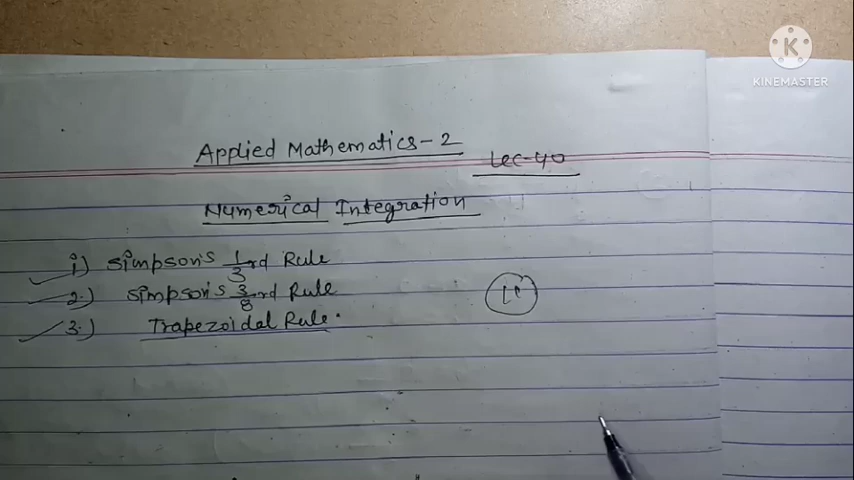 K
KINEMASTER
Applied Mathematics-2
Lec-40
Numerical Integration
i) Simpson's 1/3rd Rule
2.) Simpson's 3/8rd Rule
3.) Trapezoidal Rule.